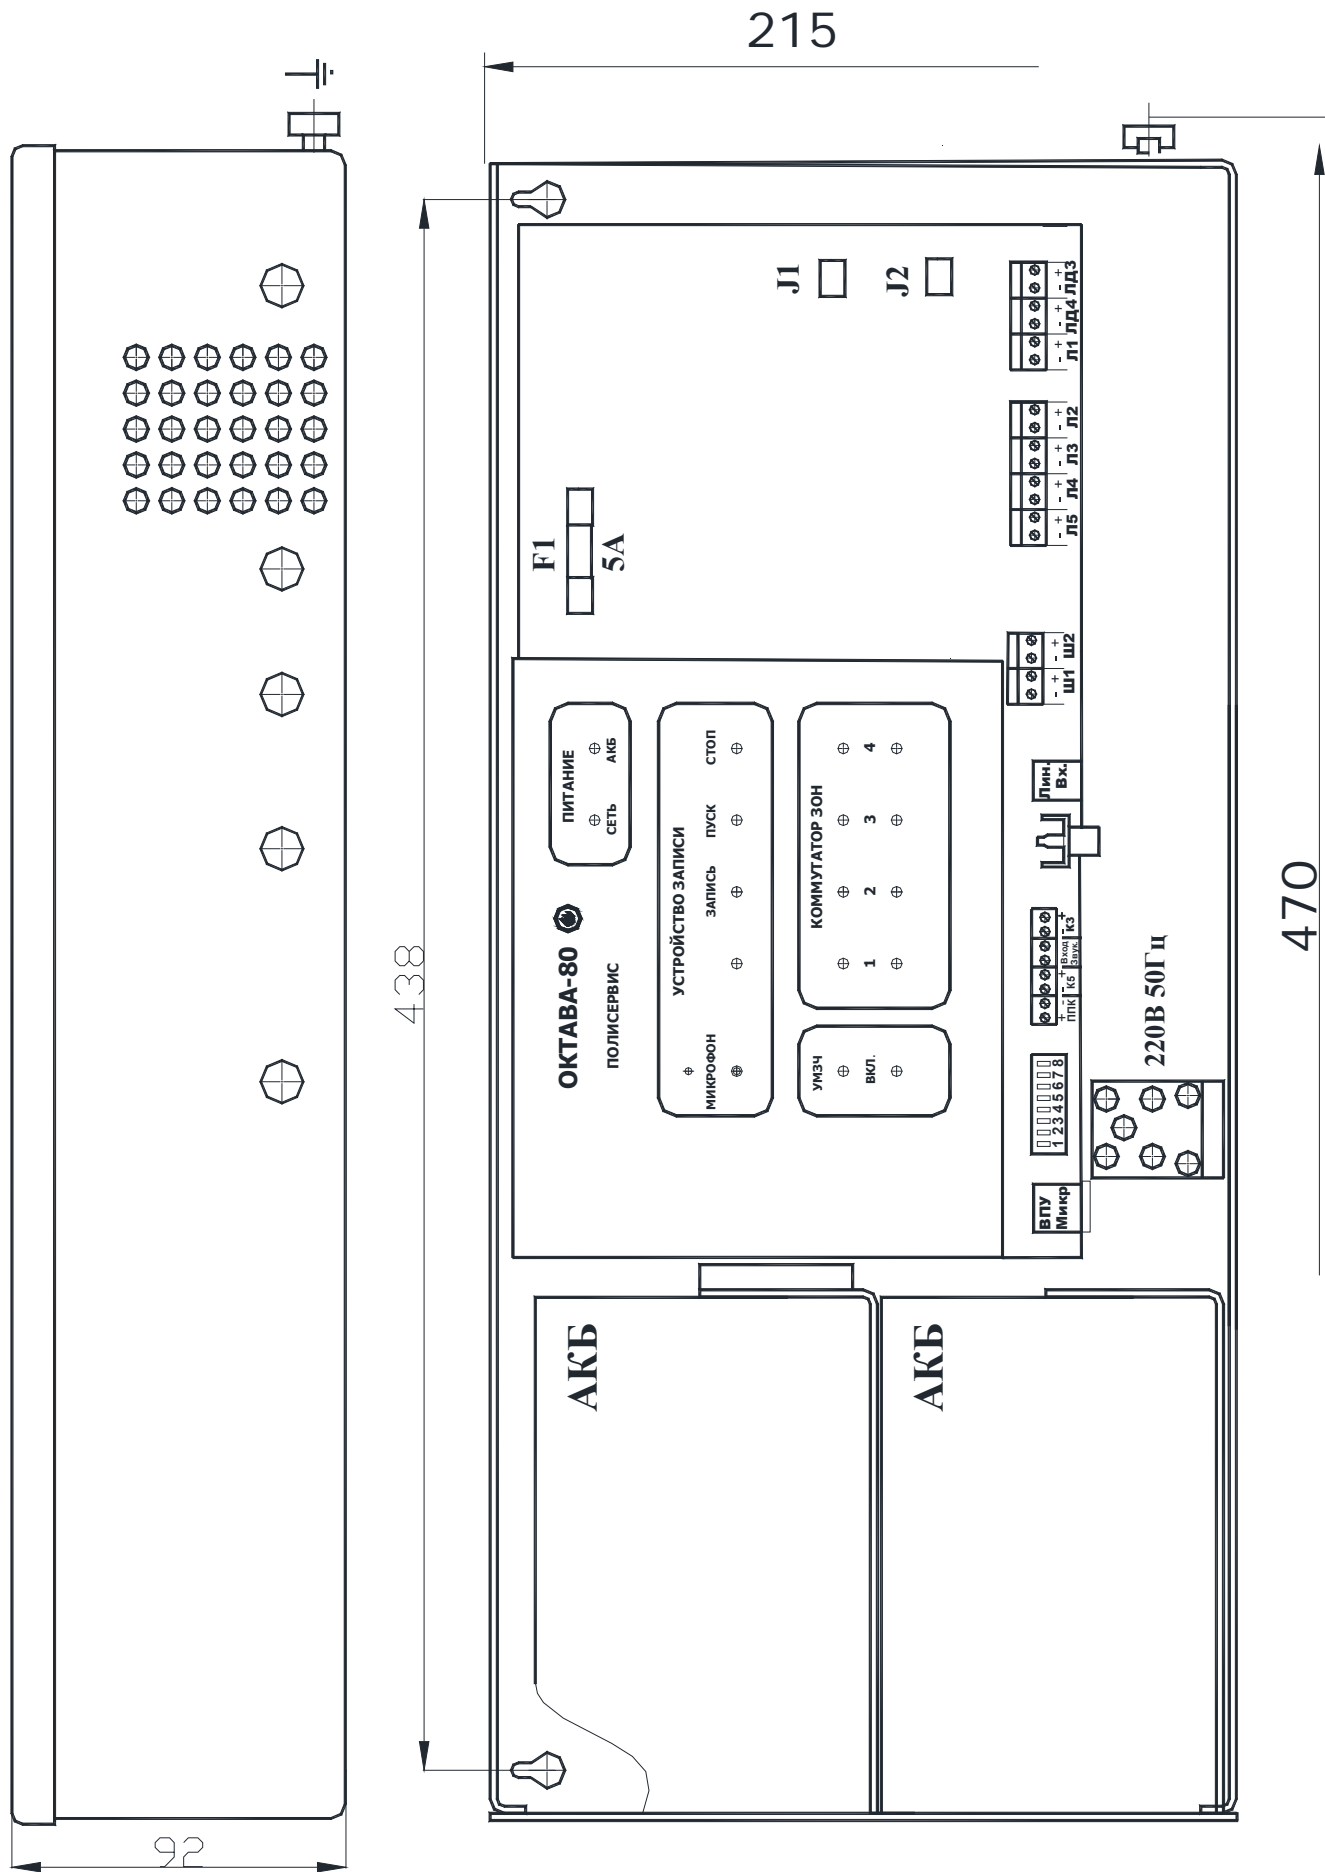 215
470
438
92
J1
J2
F1
5A
- + - + - +
Л1 ЛД4 ЛД3
- + - + - + - +
Л5 Л4 Л3 Л2
- + - +
Ш1 Ш2
ПИТАНИЕ
СЕТЬ АКБ
ОКТАВА-80
ПОЛИСЕРВИС
УСТРОЙСТВО ЗАПИСИ
МИКРОФОН ЗАПИСЬ ПУСК СТОП
КОММУТАТОР ЗОН
1 2 3 4
УМЗЧ
ВКЛ.
ВПУ
Микр
1 2 3 4 5 6 7 8
+ - - + - +
ППК К5 Вход Звук. К3
Лин.
Вх.
220В 50Гц
АКБ
АКБ